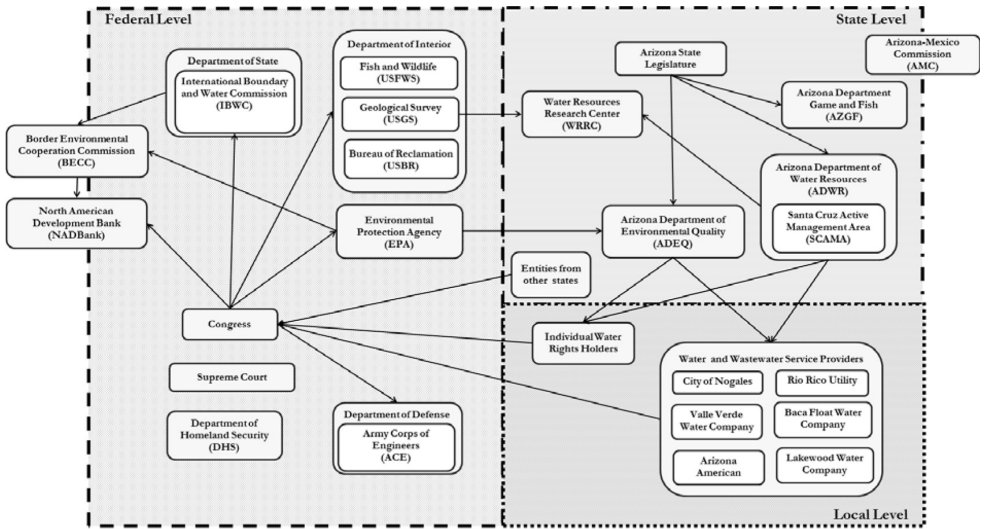 Federal Level
State Level
Department of State
International Boundary
and Water Commission
(IBWC)
Department of Interior
Fish and Wildlife
(USFWS)
Geological Survey
(USGS)
Bureau of Reclamation
(USBR)
Arizona State
Legislature
Arizona-Mexico
Commission
(AMC)
Water Resources
Research Center
(WRRC)
Arizona Department
Game and Fish
(AZGF)
Border Environmental
Cooperation Commission
(BECC)
Arizona Department of
Water Resources
(ADWR)
Santa Cruz Active
Management Area
(SCAMA)
North American
Development Bank
(NADBank)
Environmental
Protection Agency
(EPA)
Arizona Department of
Environmental Quality
(ADEQ)
Entities from
other states
Congress
Individual Water
Rights Holders
Supreme Court
Department of
Homeland Security
(DHS)
Department of Defense
Army Corps of
Engineers
(ACE)
Water and Wastewater Service Providers
City of Nogales
Rio Rico Utility
Valle Verde
Water Company
Baca Float Water
Company
Arizona
American
Lakewood Water
Company
Local Level